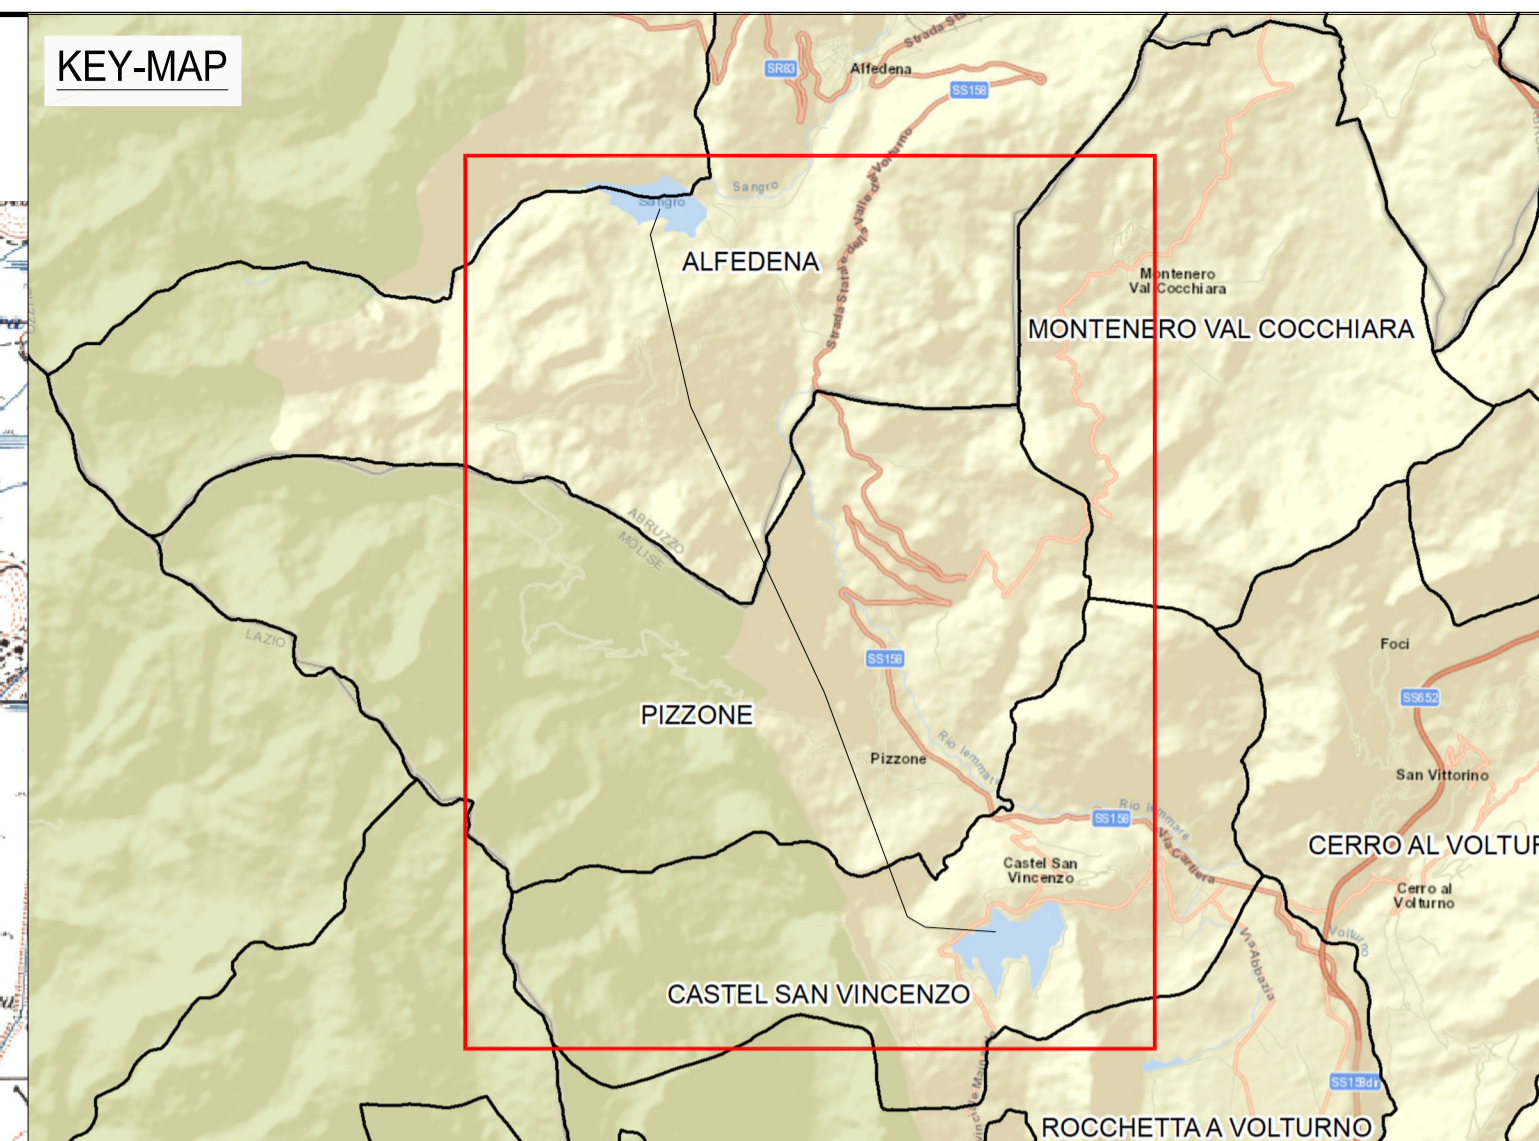 KEY-MAP
Strada Sta
SR83
Alfedena
SS158
Strada Statale della Valle del Volturno
Sangro
Sangro
ALFEDENA
Montenero
Val Cocchiara
MONTENERO VAL COCCHIARA
ABRUZZO
MOLISE
LAZIO
Foci
SS158
SS652
PIZZONE
Rio Iemmare
Pizzone
San Vittorino
Rio Iemmare
SS158
Via Cartiera
CERRO AL VOLTUR
Castel San
Vincenzo
Cerro al
Volturno
Volturno
Via Abbazia
CASTEL SAN VINCENZO
SS158dir
ROCCHETTA A VOLTURNO